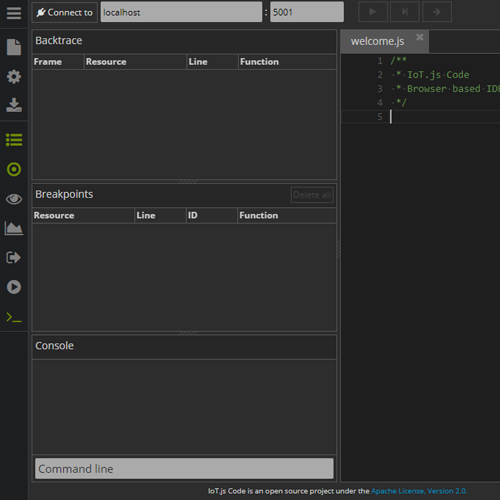 Connect to localhost : 5001
Backtrace
Frame Resource Line Function
Breakpoints Delete all
Resource Line ID Function
Console
Command line
welcome.js
1 /**
2 * IoT.js Code
3 * Browser based IDE
4 */
5
IoT.js Code is an open source project under the Apache License, Version 2.0.